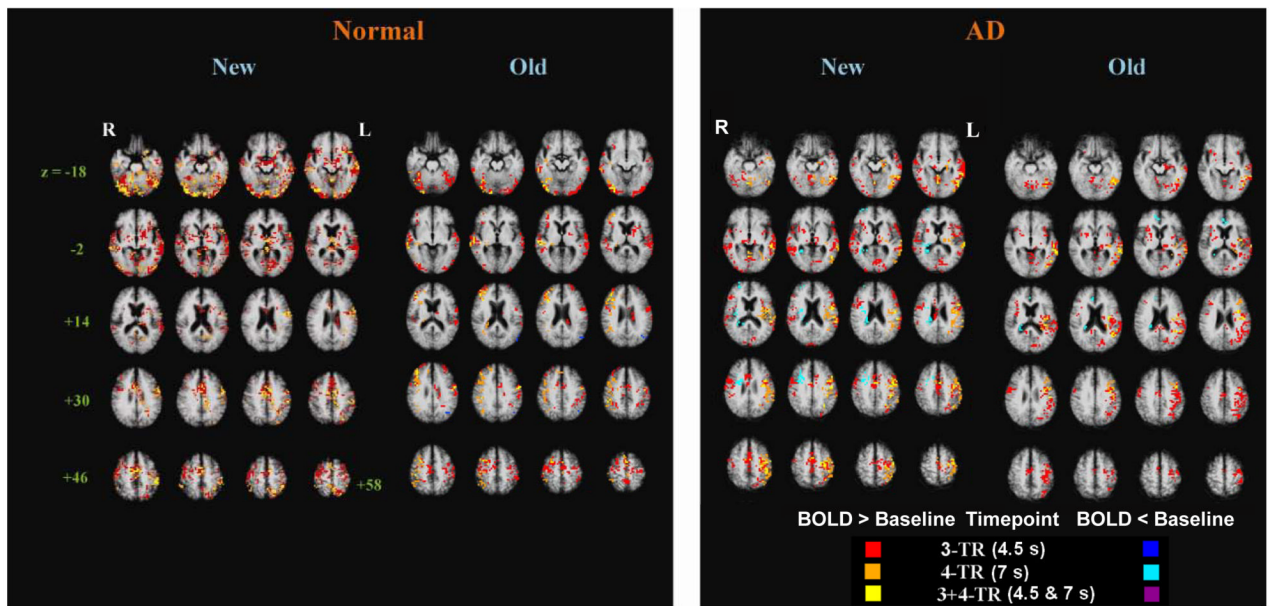 Normal
New Old
R L
z = -18
-2
+14
+30
+46 +58
AD
New Old
R L
BOLD > Baseline Timepoint BOLD < Baseline
3-TR (4.5 s)
4-TR (7 s)
3+4-TR (4.5 & 7 s)